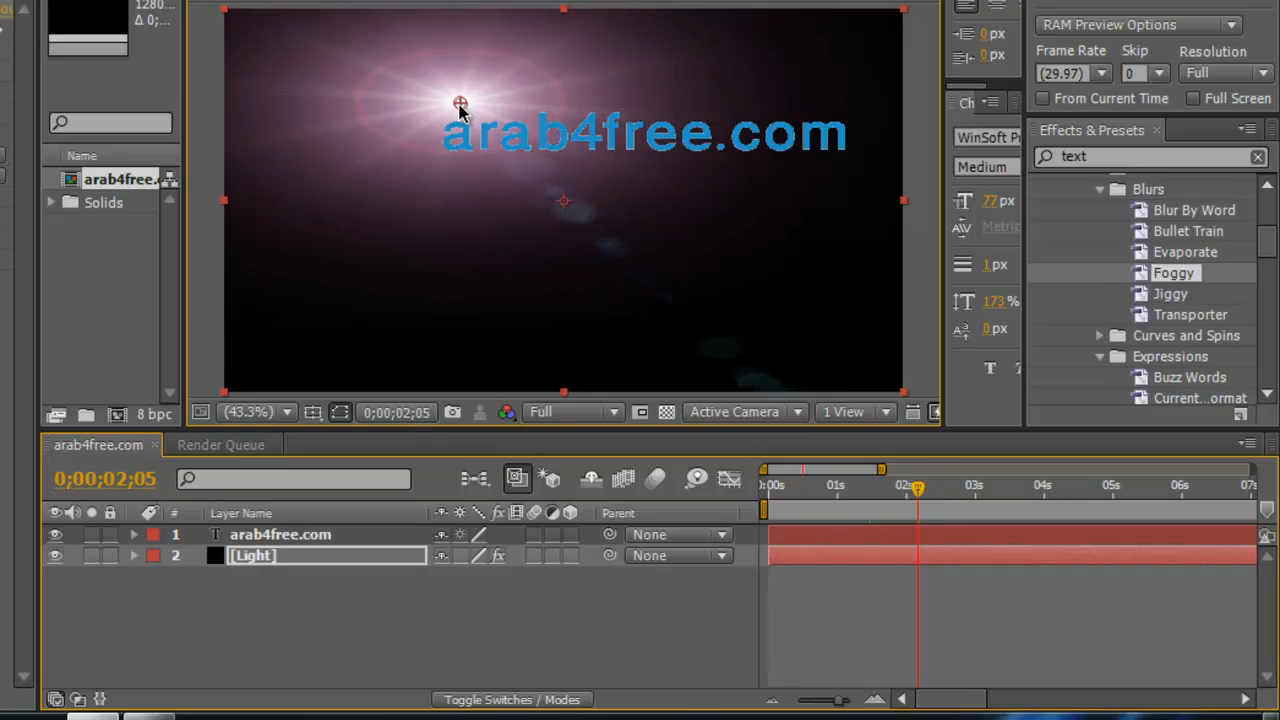 1280...
Δ 0;...
Name
arab4free.
Solids
8 bpc
arab4free.com
(43.3%)
0;00;02;05
Full
Active Camera
1 View
0 px
0 px
Ch
WinSoft Pr
Medium
77 px
Metric
1 px
173 %
0 px
T
RAM Preview Options
Frame Rate
Skip
Resolution
(29.97)
0
Full
From Current Time
Full Screen
Effects & Presets
text
Blurs
Blur By Word
Bullet Train
Evaporate
Foggy
Jiggy
Transporter
Curves and Spins
Expressions
Buzz Words
Current...ormat
arab4free.com
Render Queue
0;00;02;05
:00s
01s
02s
03s
04s
05s
06s
07s
#
Layer Name
fx
Parent
1
T
arab4free.com
None
2
[Light]
fx
None
Toggle Switches / Modes